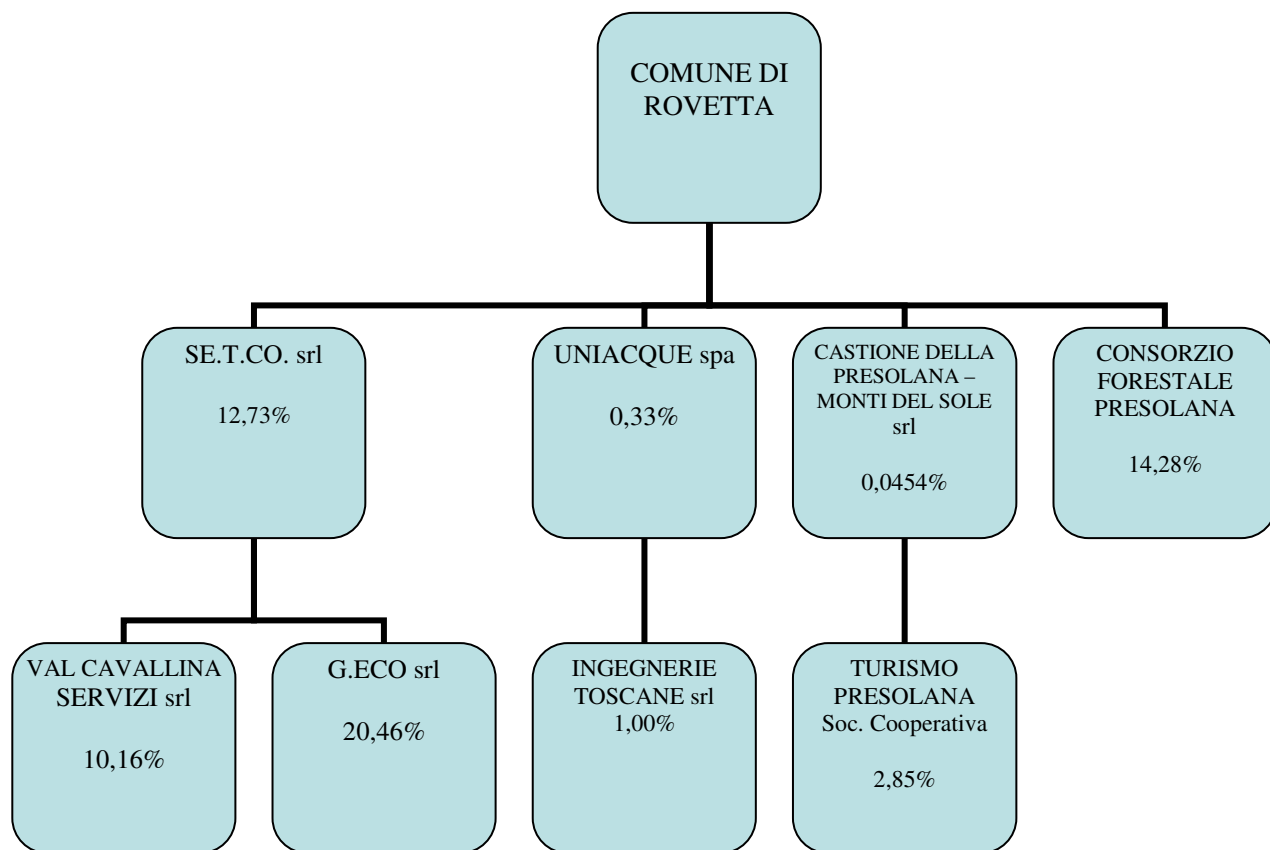 COMUNE DI
ROVETTA
SE.T.CO. srl
12,73%
UNIACQUE spa
0,33%
CASTIONE DELLA
PRESOLANA –
MONTI DEL SOLE
srl
0,0454%
CONSORZIO
FORESTALE
PRESOLANA
14,28%
VAL CAVALLINA
SERVIZI srl
10,16%
G.ECO srl
20,46%
INGEGNERIE
TOSCANE srl
1,00%
TURISMO
PRESOLANA
Soc. Cooperativa
2,85%